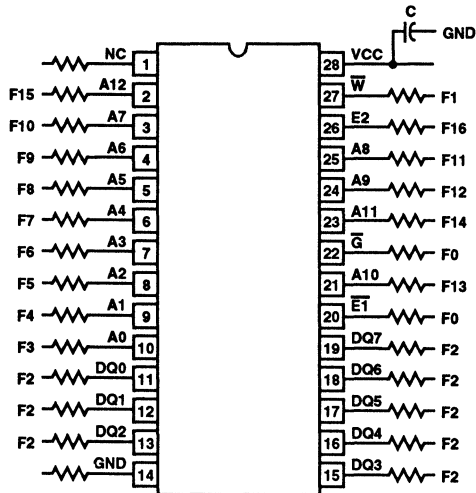 C
GND
NC 1 28 VCC
F15 A12 2 27 W̅ F1
F10 A7 3 26 E2 F16
F9 A6 4 25 A8 F11
F8 A5 5 24 A9 F12
F7 A4 6 23 A11 F14
F6 A3 7 22 G̅ F0
F5 A2 8 21 A10 F13
F4 A1 9 20 E̅1̅ F0
F3 A0 10 19 DQ7 F2
F2 DQ0 11 18 DQ6 F2
F2 DQ1 12 17 DQ5 F2
F2 DQ2 13 16 DQ4 F2
GND 14 15 DQ3 F2